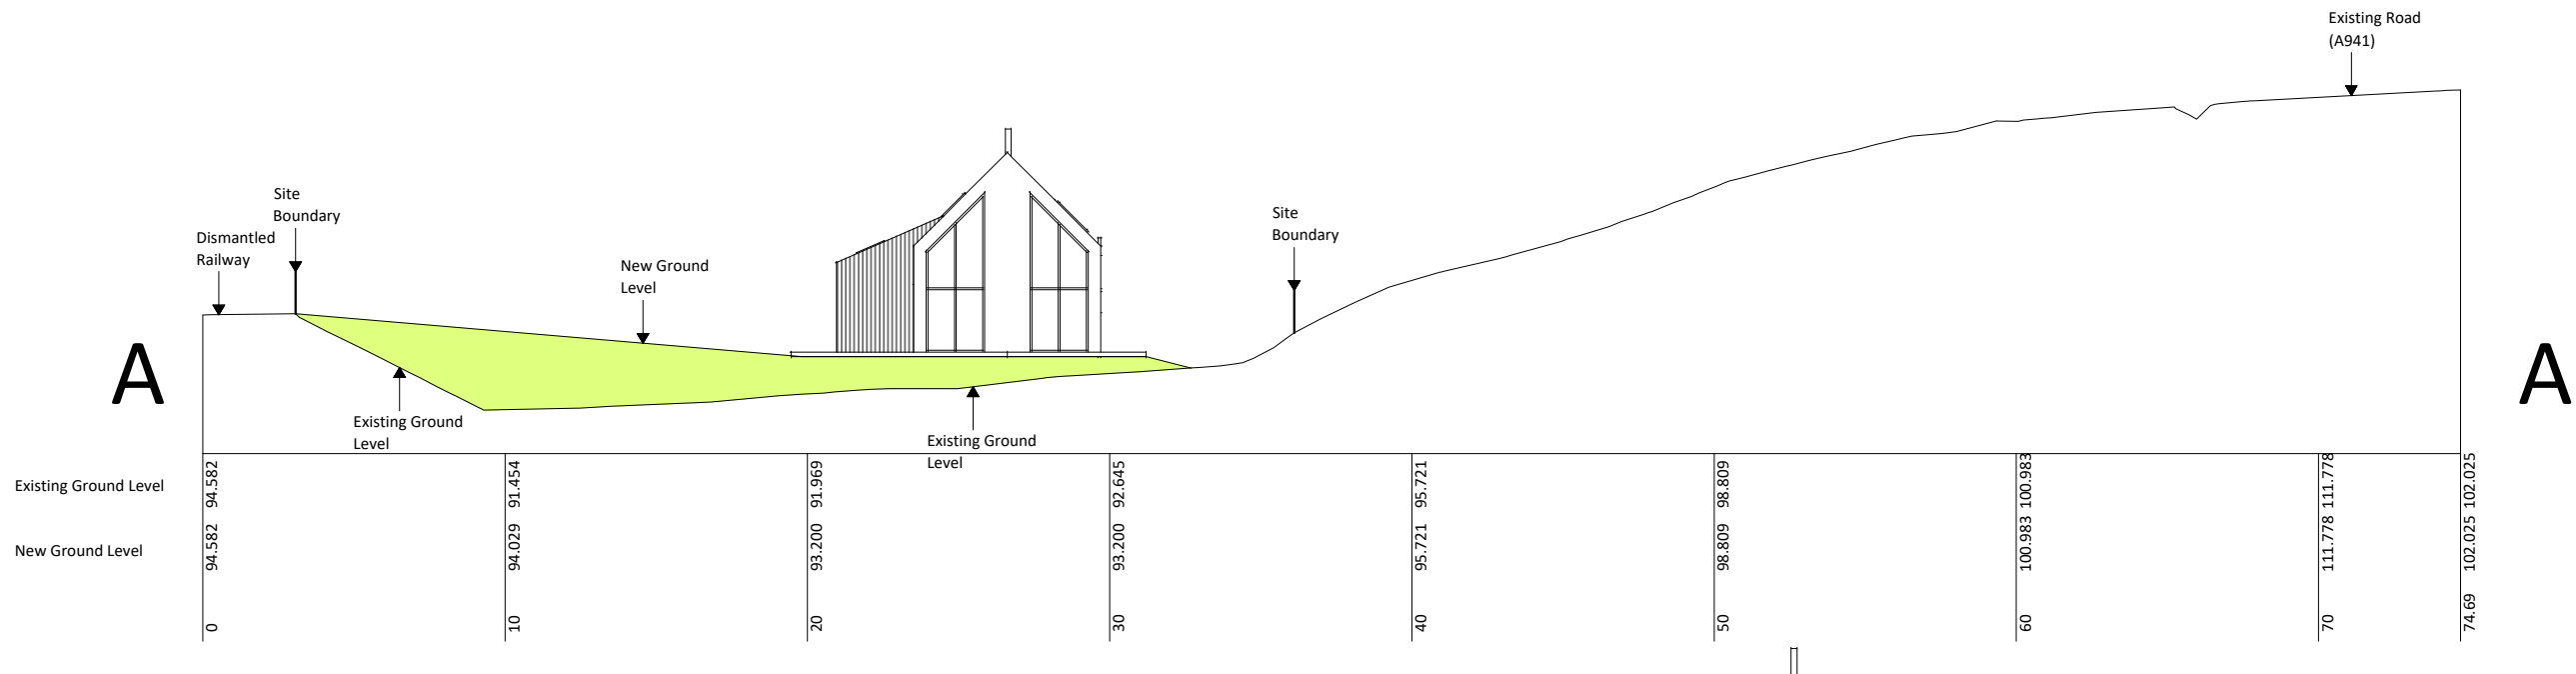 Existing Road
(A941)
Site
Boundary
Site
Boundary
Dismantled
Railway
New Ground
Level
A
A
Existing Ground
Level
Existing Ground
Level
Existing Ground Level
94.582
91.454
91.969
92.645
95.721
98.809
100.983
111.778
102.025
New Ground Level
94.582
94.029
93.200
93.200
95.721
98.809
100.983
111.778
102.025
0
10
20
30
40
50
60
70
74.69